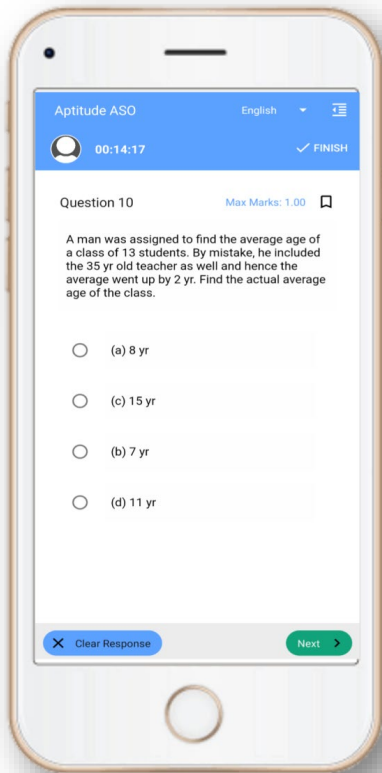 Aptitude ASO English
00:14:17 FINISH
Question 10 Max Marks: 1.00
A man was assigned to find the average age of
a class of 13 students. By mistake, he included
the 35 yr old teacher as well and hence the
average went up by 2 yr. Find the actual average
age of the class.
(a) 8 yr
(c) 15 yr
(b) 7 yr
(d) 11 yr
Clear Response Next